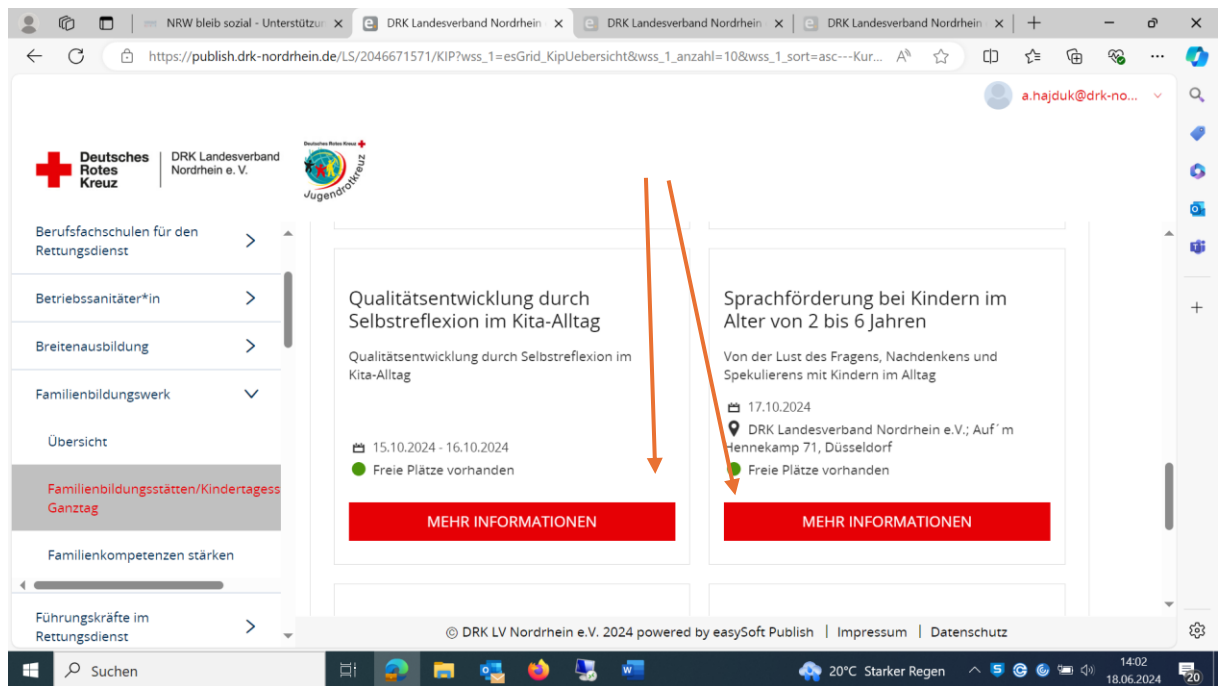 NRW bleib sozial - Unterstützun
DRK Landesverband Nordrhein
DRK Landesverband Nordrhein
DRK Landesverband Nordrhein
https://publish.drk-nordrhein.de/LS/2046671571/KIP?wss_1=esGrid_KipUebersicht&wss_1_anzahl=10&wss_1_sort=asc---Kur...
a.hajduk@drk-no...
Deutsches
Rotes
Kreuz
DRK Landesverband
Nordrhein e. V.
Deutsches Rotes Kreuz
Jugendrotkreuz
Berufsfachschulen für den
Rettungsdienst
Betriebssanitäter*in
Breitenausbildung
Familienbildungswerk
Übersicht
Familienbildungsstätten/Kindertagess
Ganztag
Familienkompetenzen stärken
Führungskräfte im
Rettungsdienst
Qualitätsentwicklung durch
Selbstreflexion im Kita-Alltag
Qualitätsentwicklung durch Selbstreflexion im
Kita-Alltag
15.10.2024 - 16.10.2024
Freie Plätze vorhanden
MEHR INFORMATIONEN
Sprachförderung bei Kindern im
Alter von 2 bis 6 Jahren
Von der Lust des Fragens, Nachdenkens und
Spekulierens mit Kindern im Alltag
17.10.2024
DRK Landesverband Nordrhein e.V.; Auf´m
Hennekamp 71, Düsseldorf
Freie Plätze vorhanden
MEHR INFORMATIONEN
© DRK LV Nordrhein e.V. 2024 powered by easySoft Publish | Impressum | Datenschutz
Suchen
20°C Starker Regen
14:02
18.06.2024
20